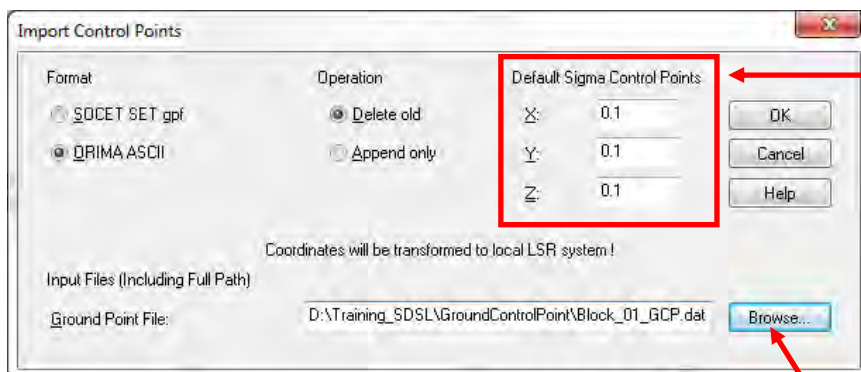 Import Control Points
Format Operation Default Sigma Control Points
SOCET SET gpf Delete old X: 0.1 OK
ORIMA ASCII Append only Y: 0.1 Cancel
Z: 0.1 Help
Coordinates will be transformed to local LSR system !
Input Files (Including Full Path)
Ground Point File: D:\Training_SDSL\GroundControlPoint\Block_01_GCP.dat Browse...